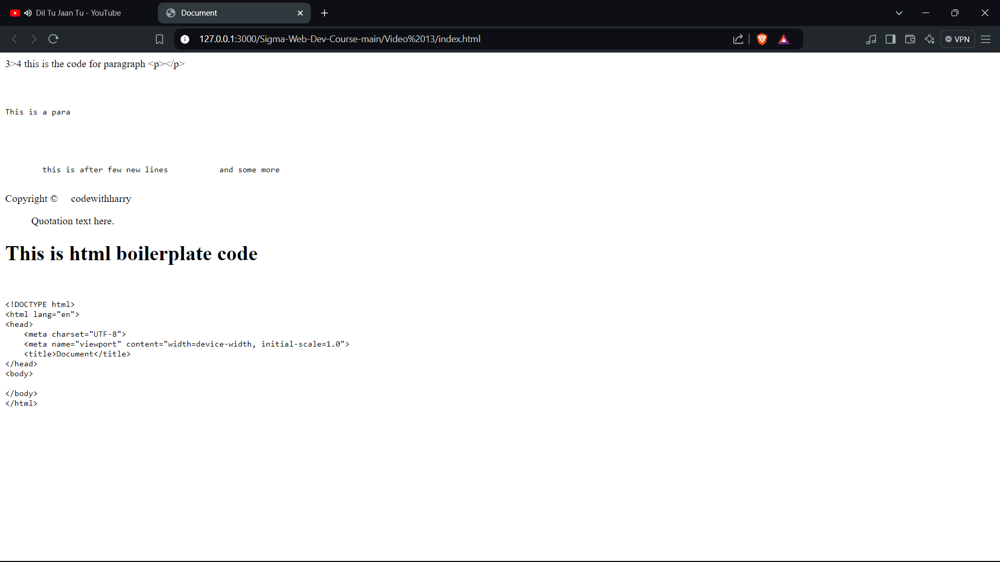 Dil Tu Jaan Tu - YouTube
Document
127.0.0.1:3000/Sigma-Web-Dev-Course-main/Video%2013/index.html
VPN
3>4 this is the code for paragraph <p></p>
This is a para
this is after few new lines and some more
Copyright © codewithharry
Quotation text here.
This is html boilerplate code
<!DOCTYPE html>
<html lang="en">
<head>
    <meta charset="UTF-8">
    <meta name="viewport" content="width=device-width, initial-scale=1.0">
    <title>Document</title>
</head>
<body>
</body>
</html>